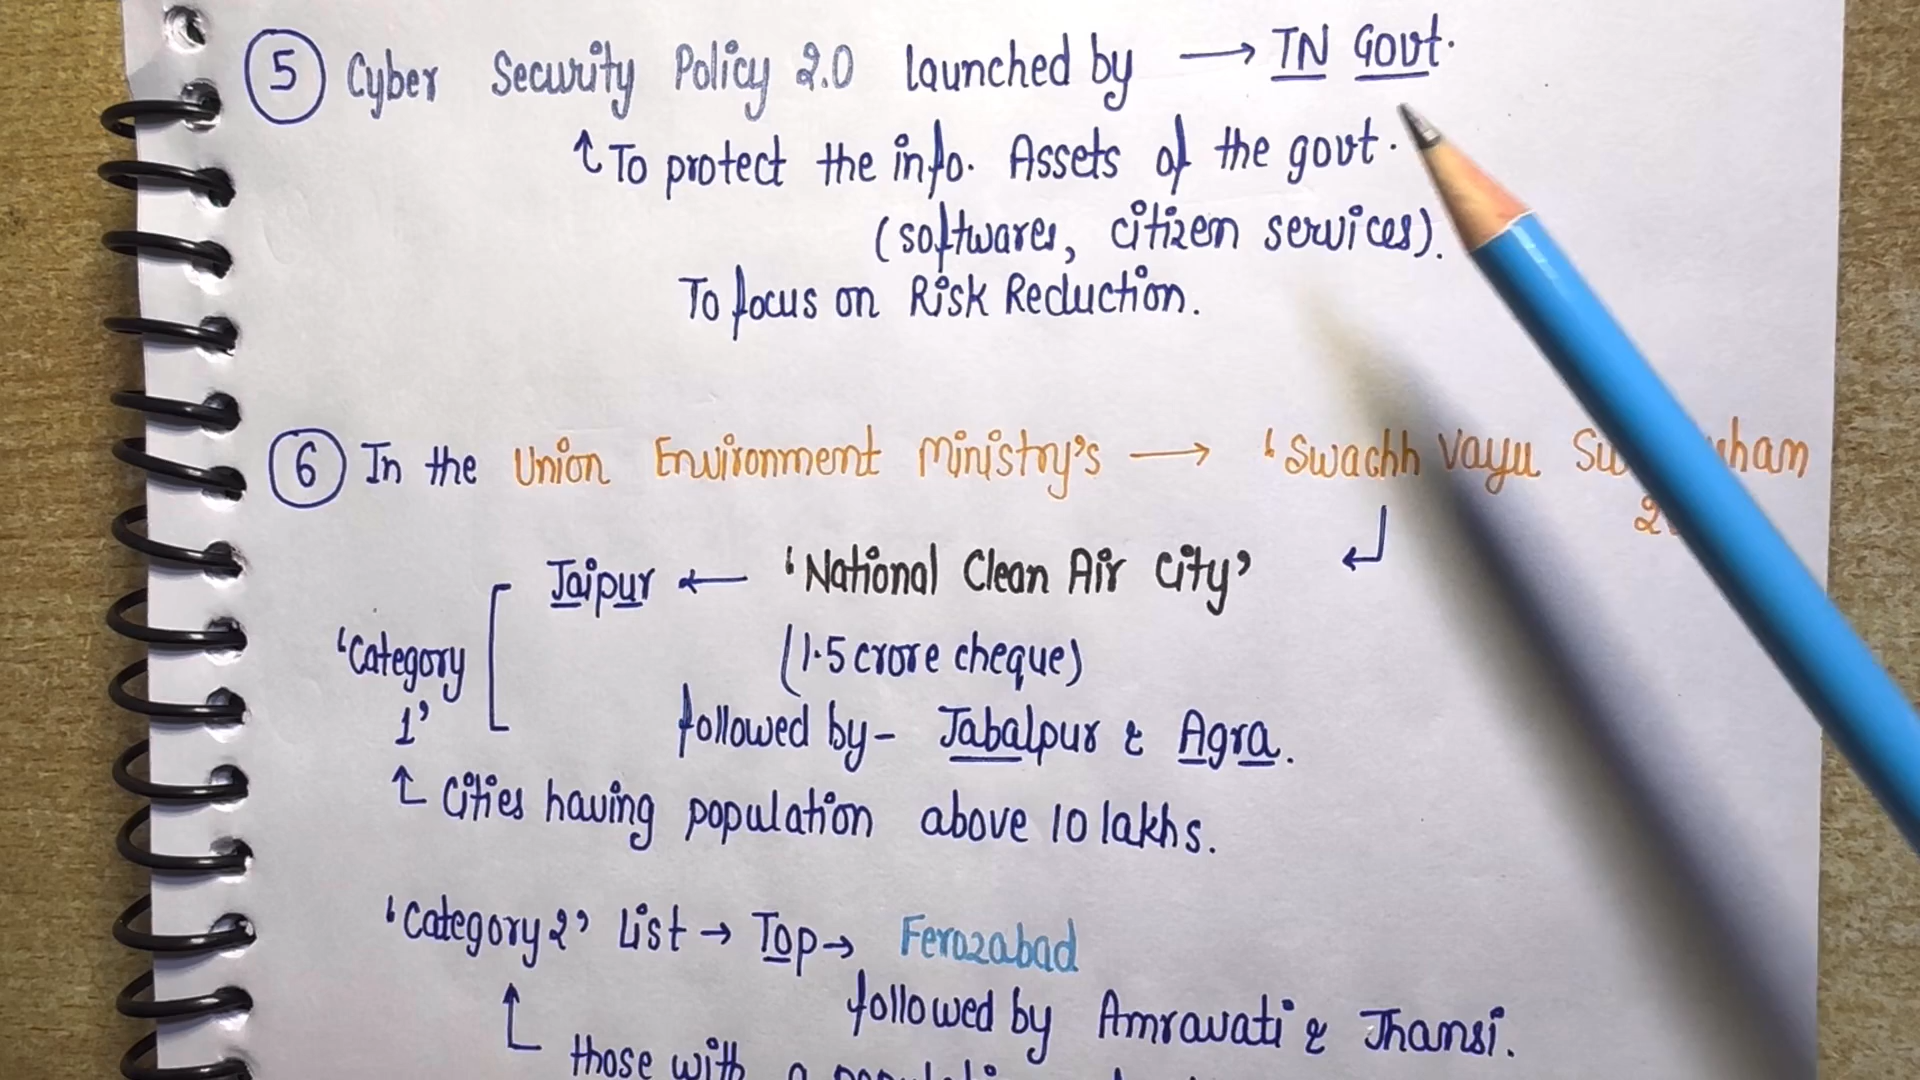 5 Cyber Security Policy 2.0 launched by → TN Govt.
↑ To protect the info. Assets of the govt.
(softwares, citizen services).
To focus on Risk Reduction.
6 In the Union Environment Ministry's → 'Swachh Vayu
Jaipur ← 'National Clean Air City'
'Category 1'
(1.5 crore cheque)
followed by - Jabalpur & Agra.
↑ Cities having population above 10 lakhs.
'Category 2' List → Top → Ferozabad
followed by Amravati & Jhansi.
those with a